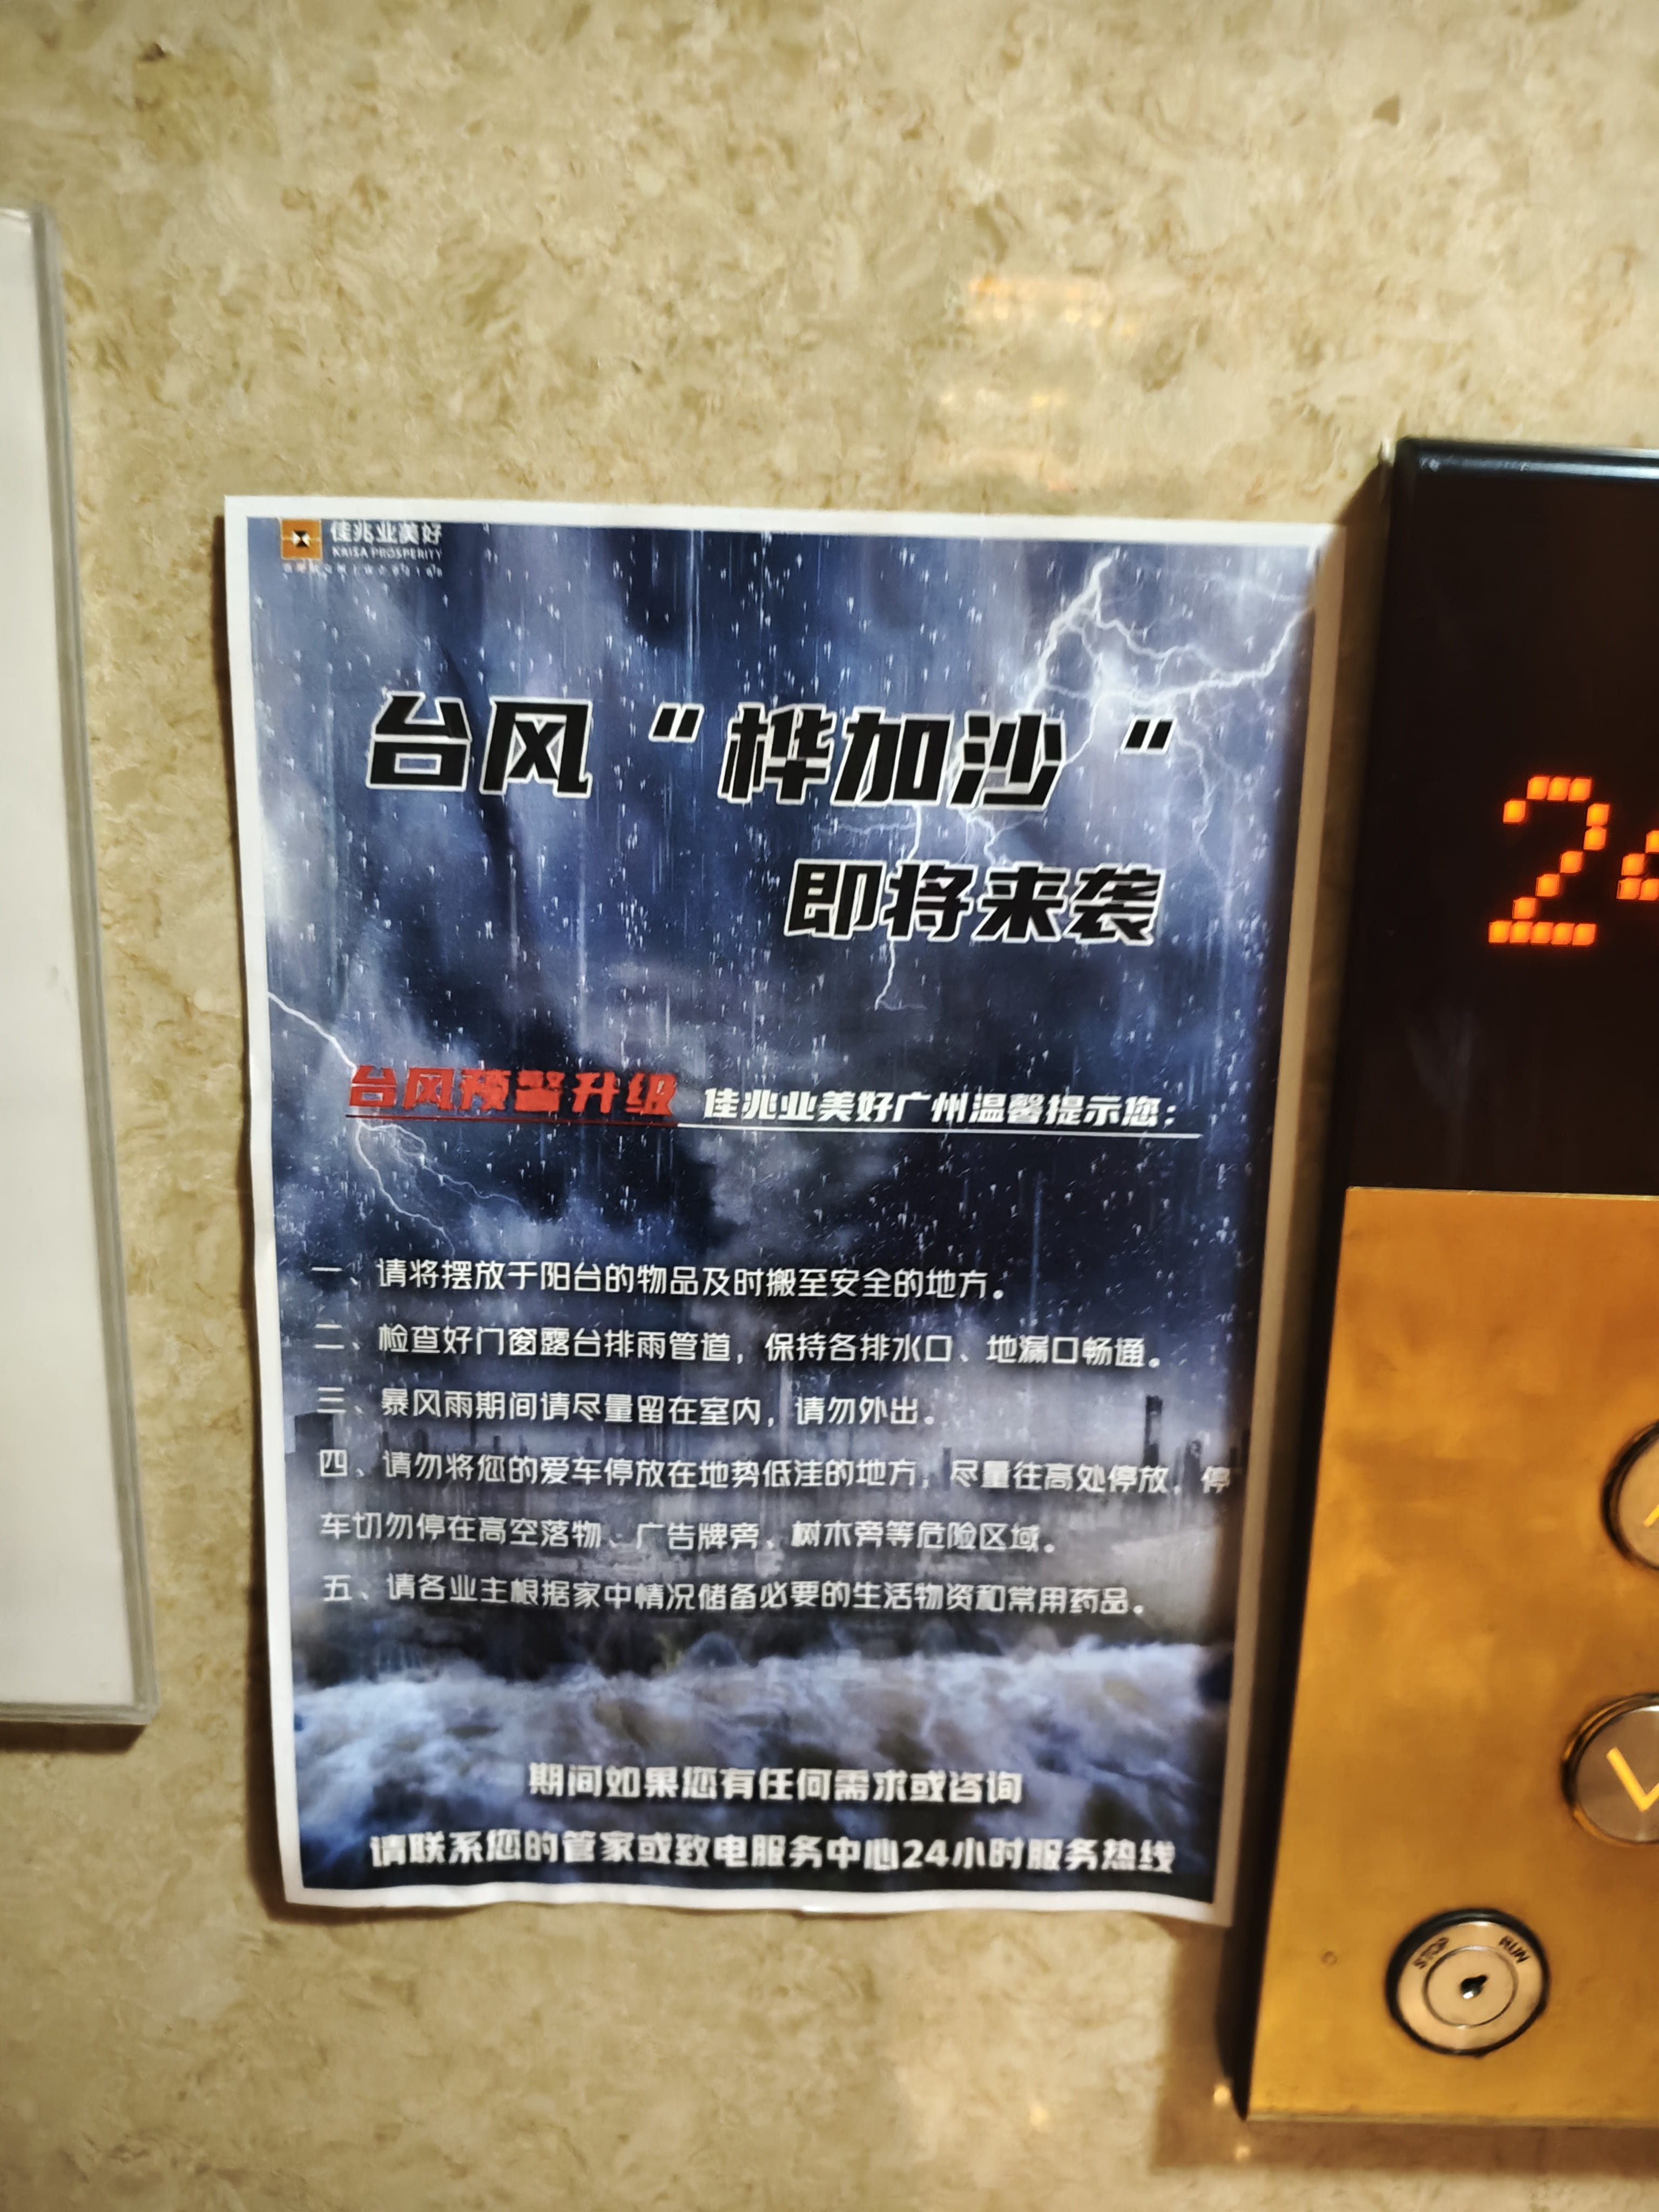 佳兆业美好
KAISA PROSPERITY
台风“桦加沙“
即将来袭
台风预警升级 佳兆业美好广州温馨提示您：
一、请将摆放于阳台的物品及时搬至安全的地方。
二、检查好门窗露台排雨管道，保持各排水口、地漏口畅通。
三、暴风雨期间请尽量留在室内，请勿外出。
四、请勿将您的爱车停放在地势低洼的地方，尽量往高处停放，停
车切勿停在高空落物、广告牌旁、树木旁等危险区域。
五、请各业主根据家中情况储备必要的生活物资和常用药品。
期间如果您有任何需求或咨询
请联系您的管家或致电服务中心24小时服务热线
2
STOP RUN